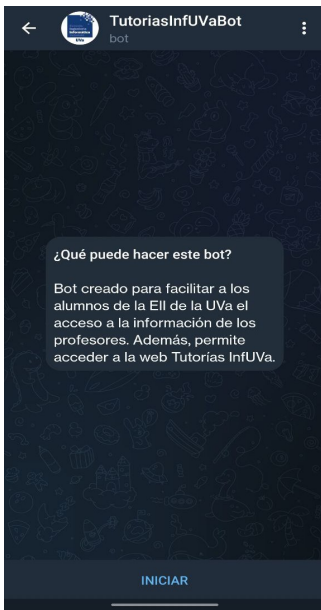 TutoriasInfUVaBot
bot
¿Qué puede hacer este bot?
Bot creado para facilitar a los
alumnos de la EII de la UVa el
acceso a la información de los
profesores. Además, permite
acceder a la web Tutorías InfUVa.
INICIAR